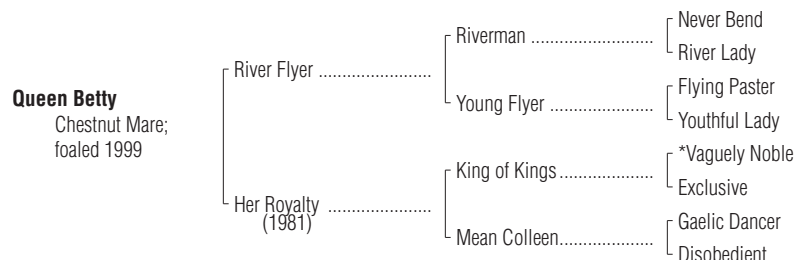 Never Bend
Riverman ..........................
River Lady
River Flyer ........................
Flying Paster
Young Flyer ......................
Youthful Lady
Queen Betty
Chestnut Mare;
foaled 1999
*Vaguely Noble
King of Kings....................
Exclusive
Her Royalty ......................
(1981)
Gaelic Dancer
Mean Colleen....................
Disobedient